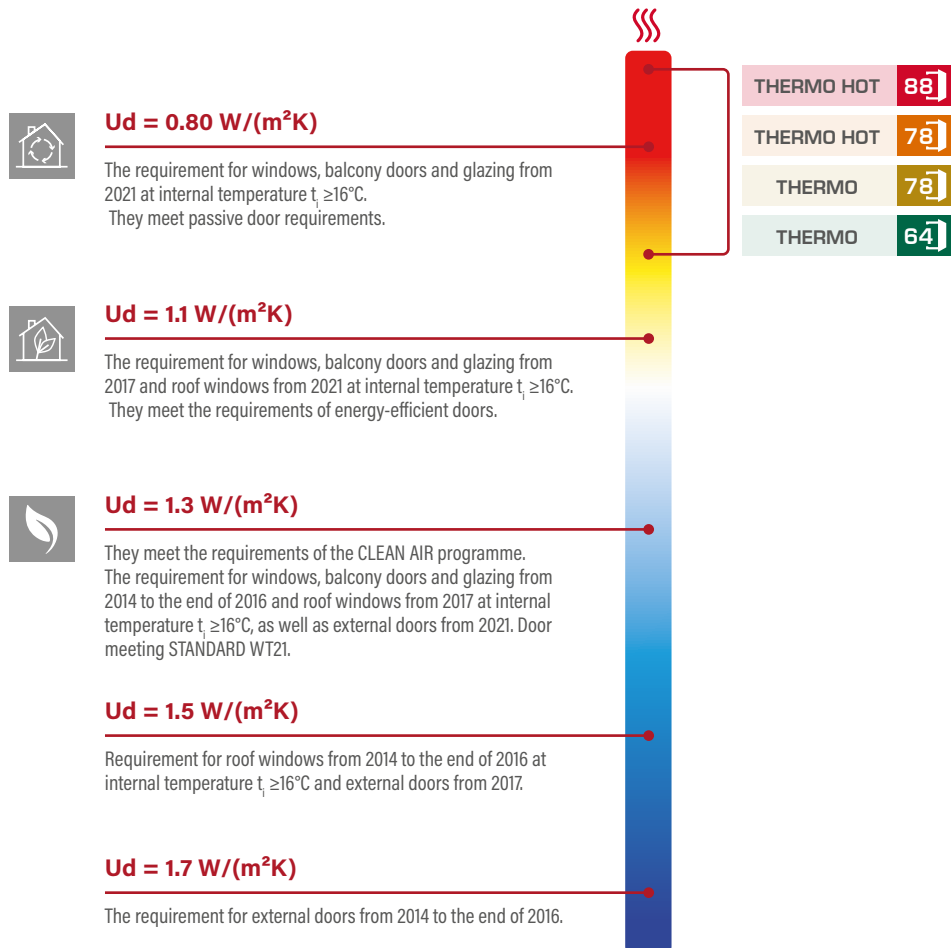 THERMO HOT 88
THERMO HOT 78
THERMO 78
THERMO 64
Ud = 0.80 W/(m²K)
The requirement for windows, balcony doors and glazing from
2021 at internal temperature tᵢ ≥16°C.
They meet passive door requirements.
Ud = 1.1 W/(m²K)
The requirement for windows, balcony doors and glazing from
2017 and roof windows from 2021 at internal temperature tᵢ ≥16°C.
They meet the requirements of energy-efficient doors.
Ud = 1.3 W/(m²K)
They meet the requirements of the CLEAN AIR programme.
The requirement for windows, balcony doors and glazing from
2014 to the end of 2016 and roof windows from 2017 at internal
temperature tᵢ ≥16°C, as well as external doors from 2021. Door
meeting STANDARD WT21.
Ud = 1.5 W/(m²K)
Requirement for roof windows from 2014 to the end of 2016 at
internal temperature tᵢ ≥16°C and external doors from 2017.
Ud = 1.7 W/(m²K)
The requirement for external doors from 2014 to the end of 2016.